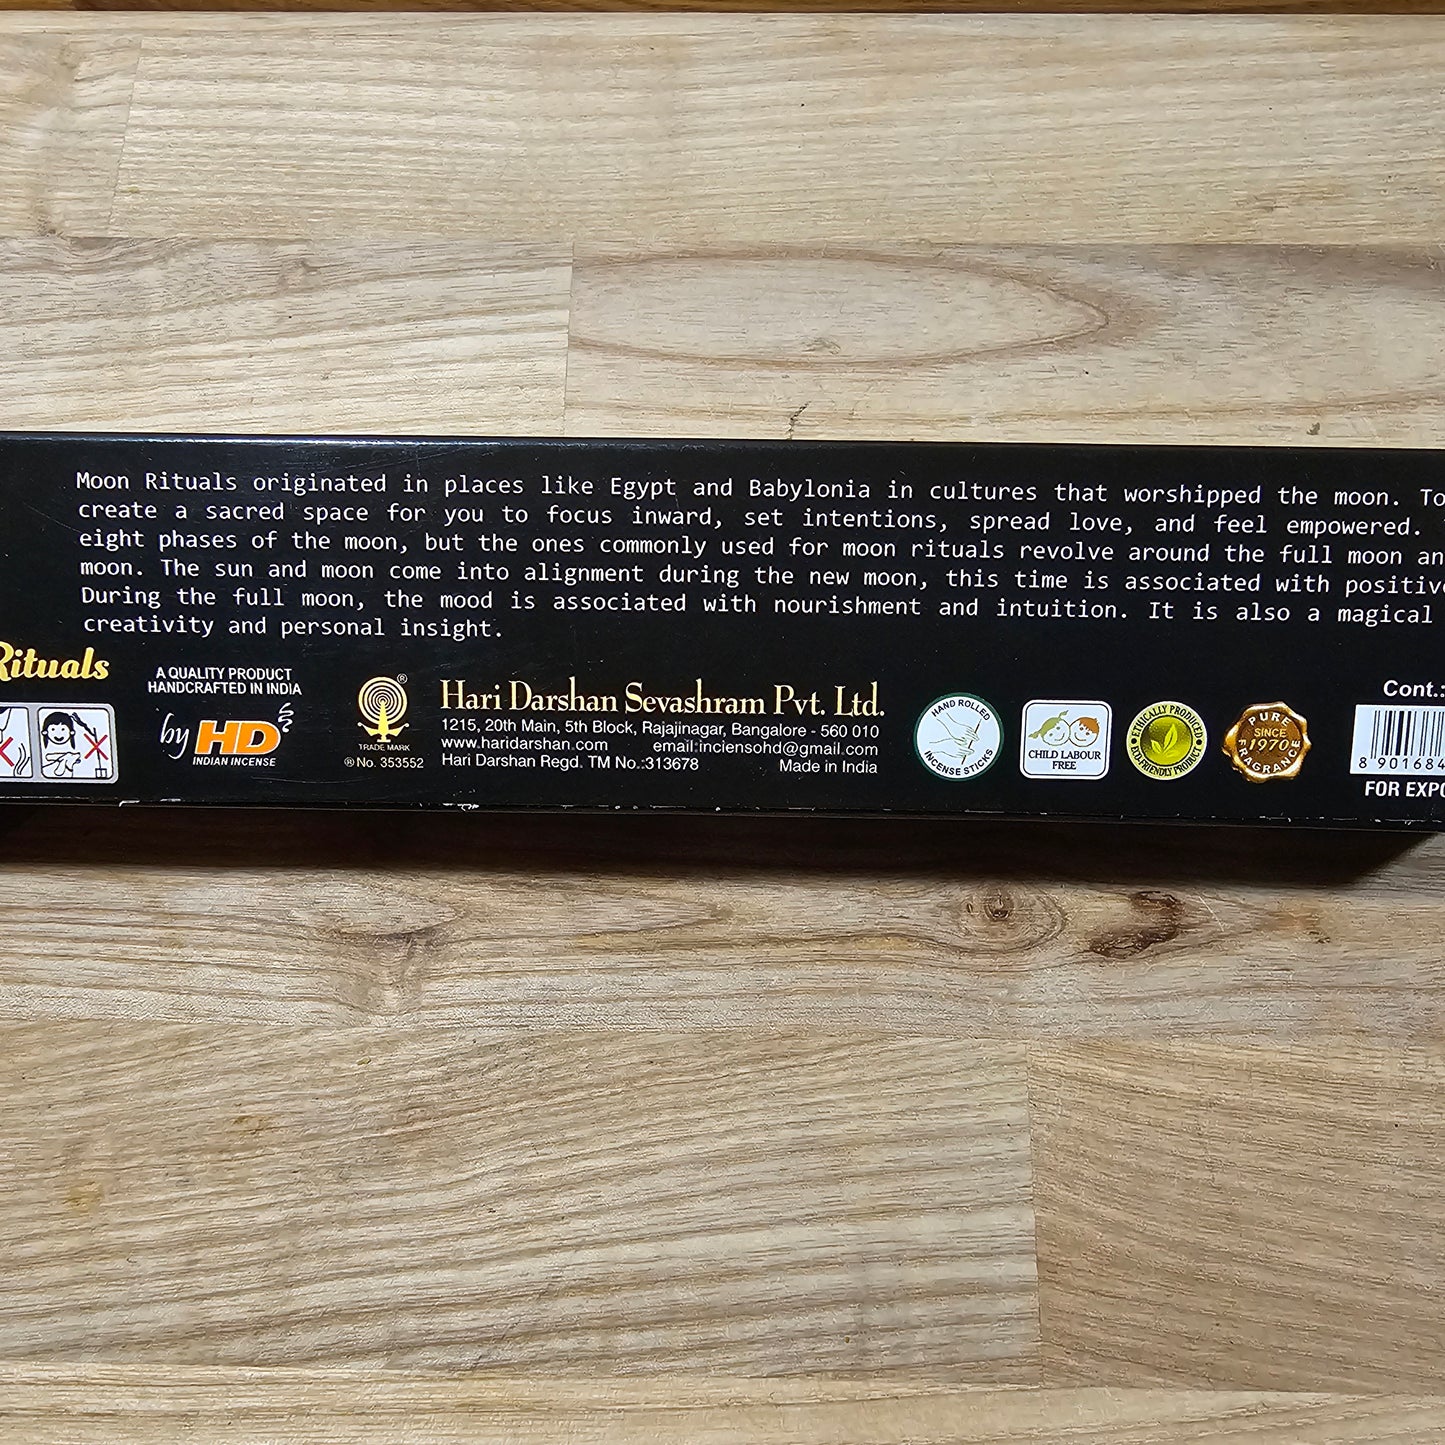 Moon Rituals originated in places like Egypt and Babylonia in cultures that worshipped the moon. To
create a sacred space for you to focus inward, set intentions, spread love, and feel empowered.
eight phases of the moon, but the ones commonly used for moon rituals revolve around the full moon an
moon. The sun and moon come into alignment during the new moon, this time is associated with positive
During the full moon, the mood is associated with nourishment and intuition. It is also a magical
creativity and personal insight.
Rituals
A QUALITY PRODUCT
HANDCRAFTED IN INDIA
by HD
INDIAN INCENSE
®
TRADE MARK
® No. 353552
Hari Darshan Sevashram Pvt. Ltd.
1215, 20th Main, 5th Block, Rajajinagar, Bangalore - 560 010
www.haridarshan.com email:inciensohd@gmail.com
Hari Darshan Regd. TM No.:313678 Made in India
HAND ROLLED
INCENSE STICKS
CHILD LABOUR
FREE
ETHICALLY PRODUCED
ECO-FRIENDLY PRODUCT
PURE
SINCE
1970
FRAGRANCE
Cont.:
8 901684
FOR EXPO